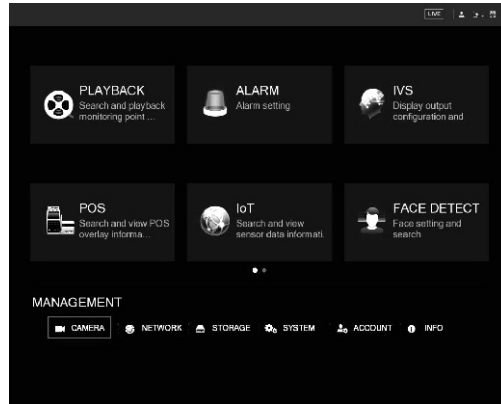 LIVE
PLAYBACK
Search and playback
monitoring point ...
ALARM
Alarm setting
IVS
Display output
configuration and
POS
Search and view POS
overlay informa...
IoT
Search and view
sensor data informati.
FACE DETECT
Face setting and
search
MANAGEMENT
CAMERA
NETWORK
STORAGE
SYSTEM
ACCOUNT
INFO